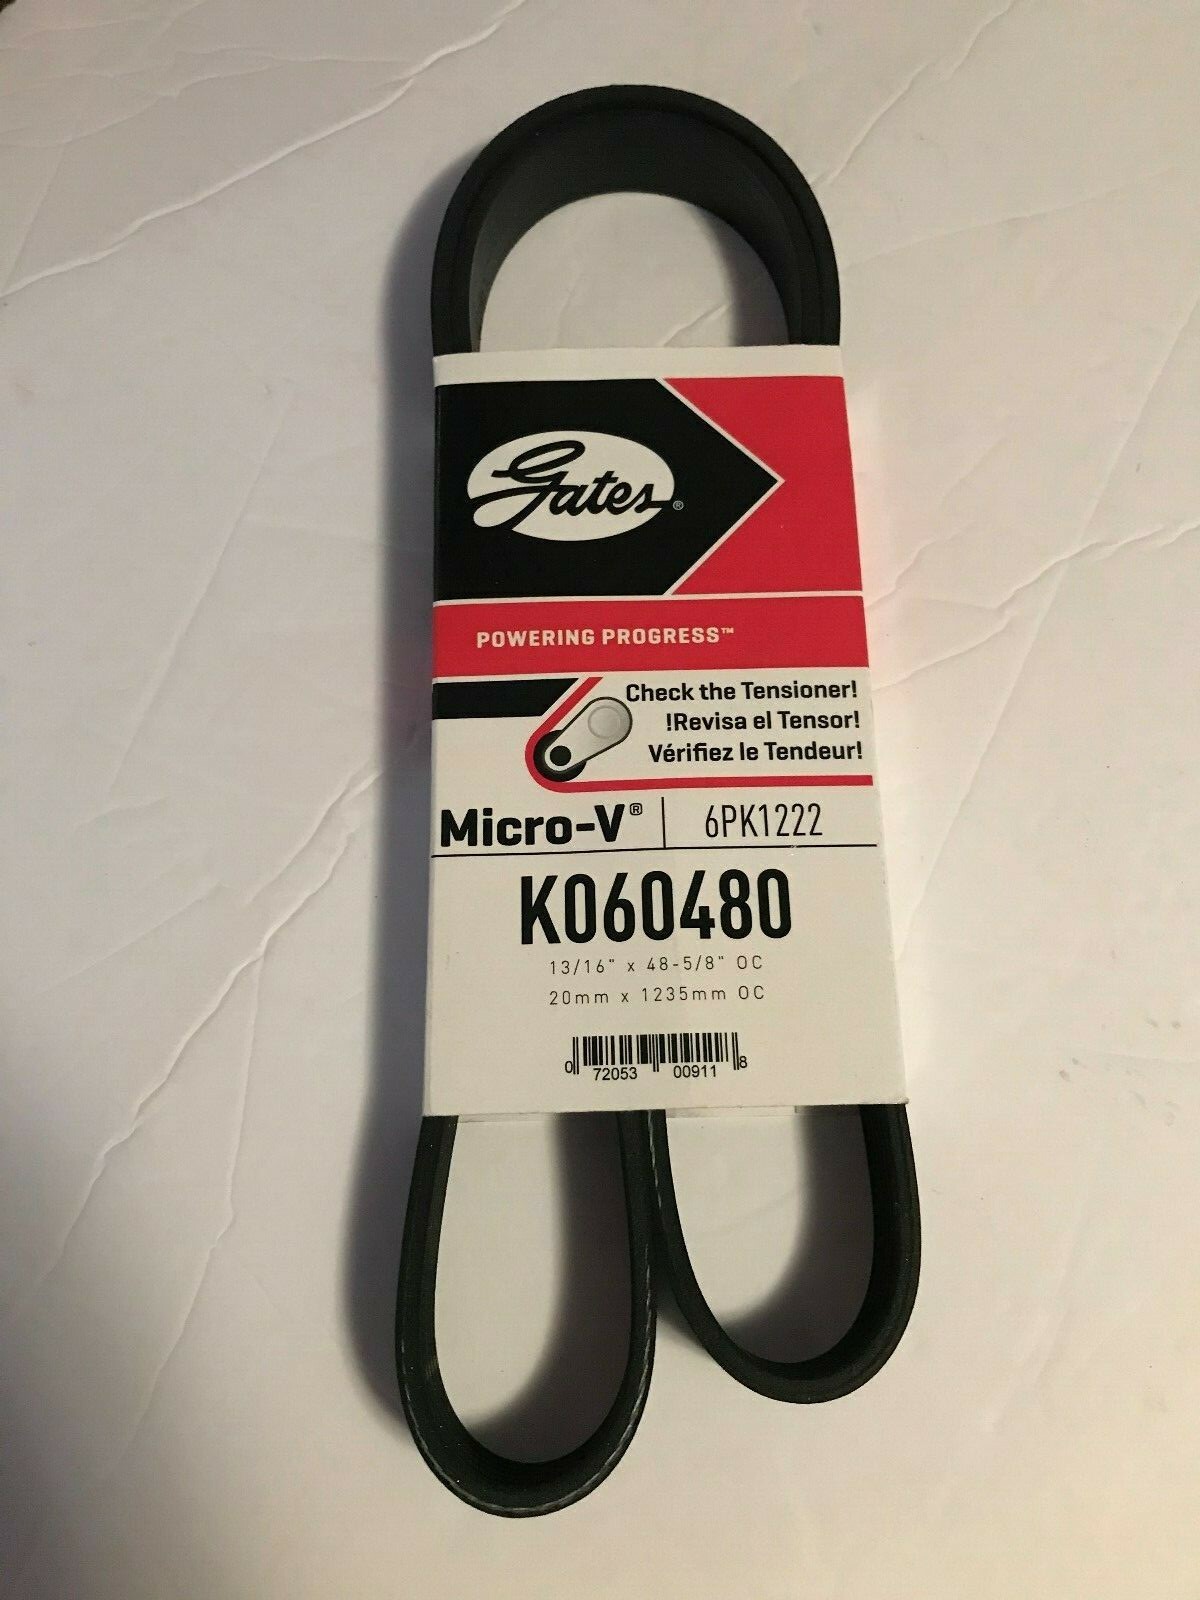 Gates®
POWERING PROGRESS™
Check the Tensioner!
!Revisa el Tensor!
Vérifiez le Tendeur!
Micro-V® | 6PK1222
K060480
13/16" x 48-5/8" OC
20mm x 1235mm OC
0 72053 00911 8